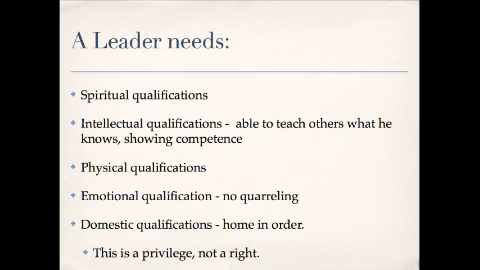 A Leader needs:
Spiritual qualifications
Intellectual qualifications - able to teach others what he
knows, showing competence
Physical qualifications
Emotional qualification - no quarreling
Domestic qualifications - home in order.
This is a privilege, not a right.